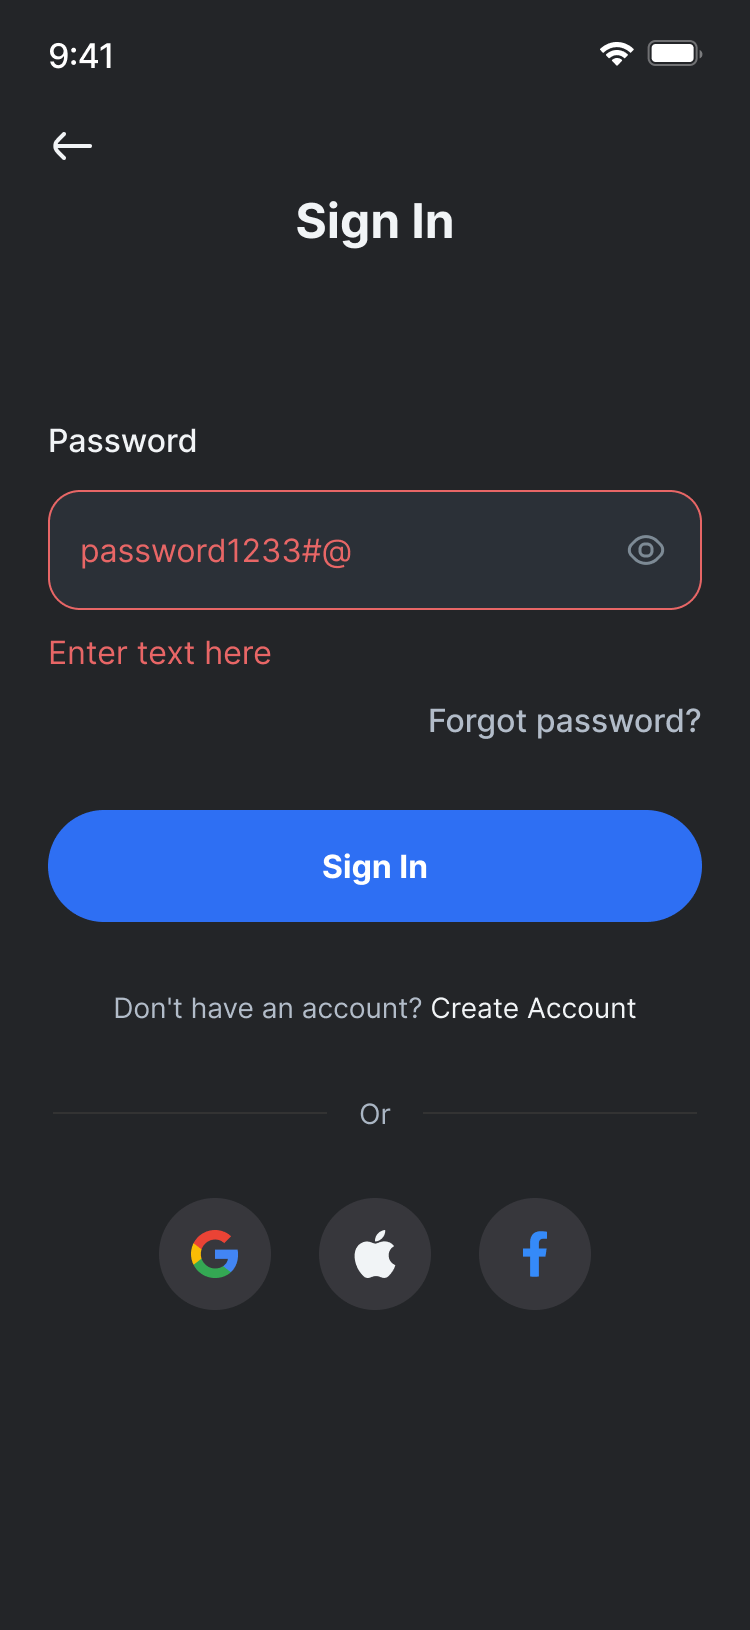 9:41
Sign In
Password
password1233#@
Enter text here
Forgot password?
Sign In
Don't have an account? Create Account
Or